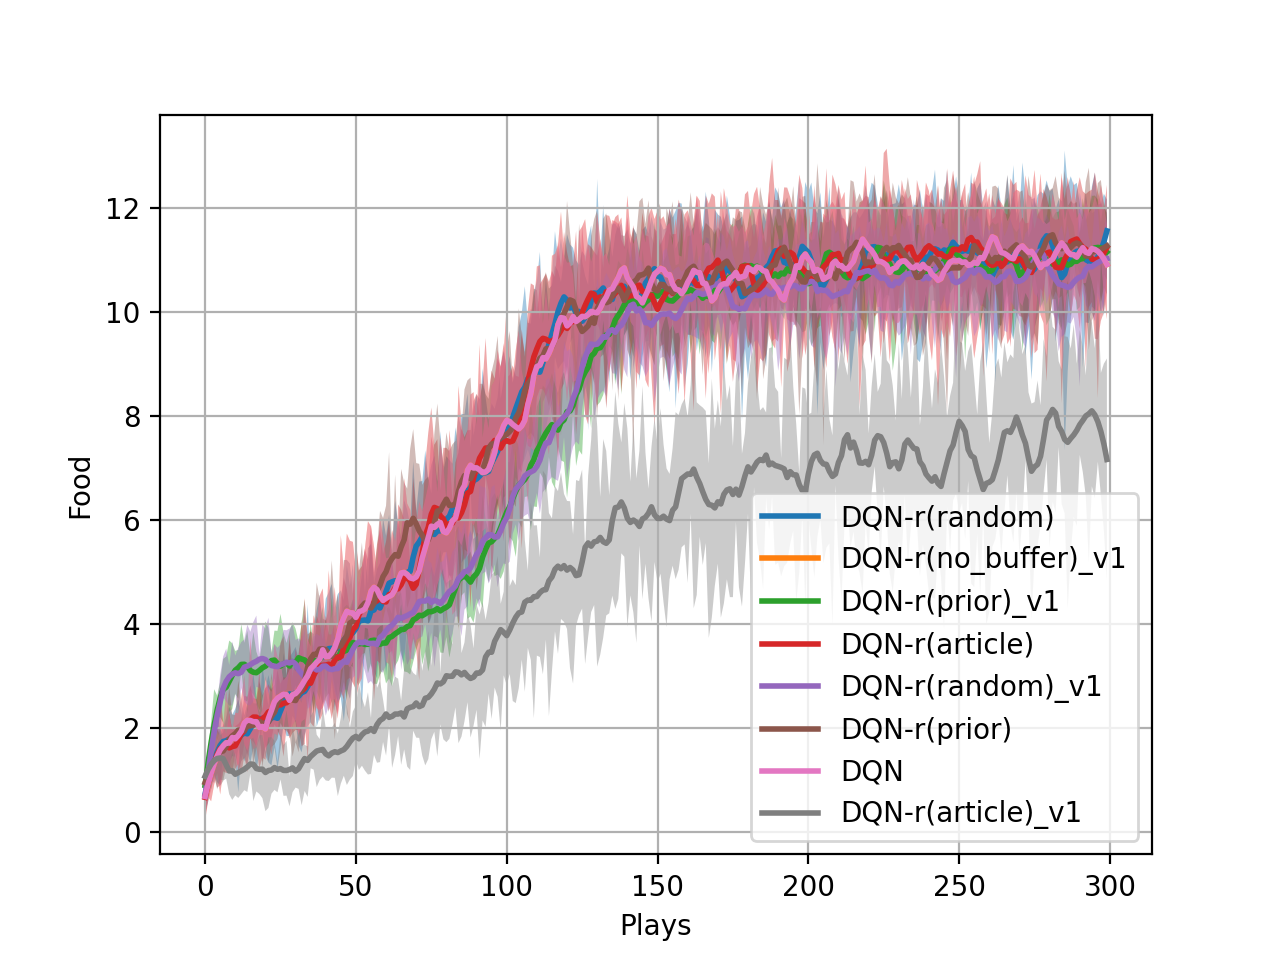 Food
12
10
8
6
4
2
0
0 50 100 150 200 250 300
Plays
DQN-r(random)
DQN-r(no_buffer)_v1
DQN-r(prior)_v1
DQN-r(article)
DQN-r(random)_v1
DQN-r(prior)
DQN
DQN-r(article)_v1